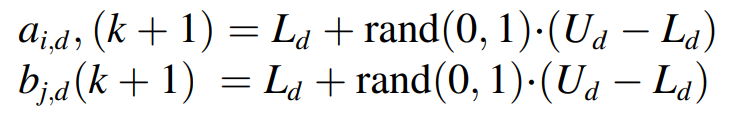 a_{i,d}, (k + 1) = L_d + rand(0, 1)·(U_d − L_d)
b_{j,d}(k + 1) = L_d + rand(0, 1)·(U_d − L_d)